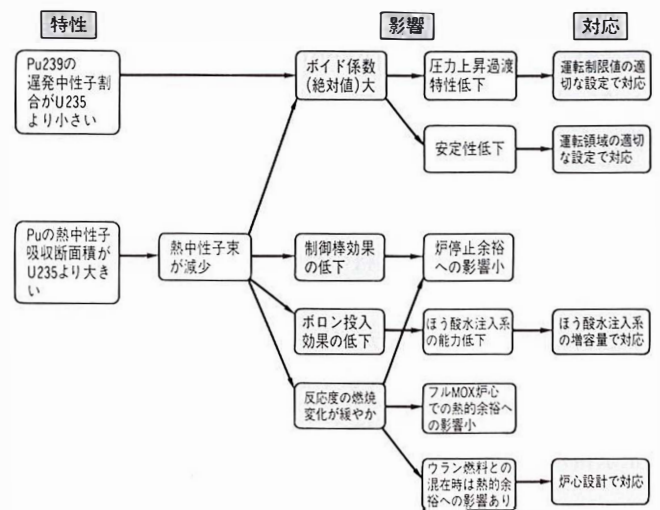 特性
影響
対応
Pu239の
遅発中性子割
合がU235
より小さい
ボイド係数
(絶対値)大
圧力上昇過渡
特性低下
運転制限値の適
切な設定で対応
安定性低下
運転領域の適切
な設定で対応
Puの熱中性子
吸収断面積が
U235より大き
い
熱中性子束
が減少
制御棒効果
の低下
炉停止余裕
への影響小
ボロン投入
効果の低下
ほう酸水注入系
の能力低下
ほう酸水注入系
の増容量で対応
反応度の燃焼
変化が緩やか
フルMOX炉心
での熱的余裕へ
の影響小
ウラン燃料との
混在時は熱的余
裕への影響あり
炉心設計で対応